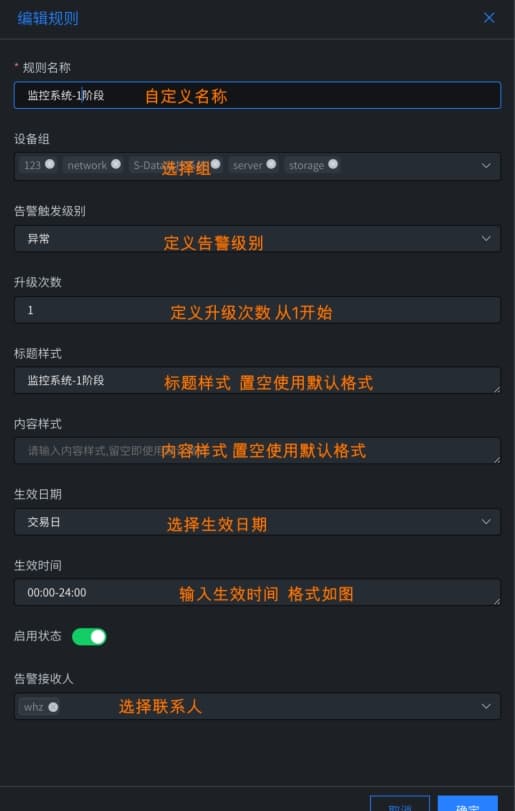 编辑规则
* 规则名称
监控系统-1阶段 自定义名称
设备组
123 network S-Data 选择组 server storage
告警触发级别
异常 定义告警级别
升级次数
1 定义升级次数 从1开始
标题样式
监控系统-1阶段 标题样式 置空使用默认格式
内容样式
请输入内容样式,留空即使用 内容样式 置空使用默认格式
生效日期
交易日 选择生效日期
生效时间
00:00-24:00 输入生效时间 格式如图
启用状态
告警接收人
whz 选择联系人
取消 确定